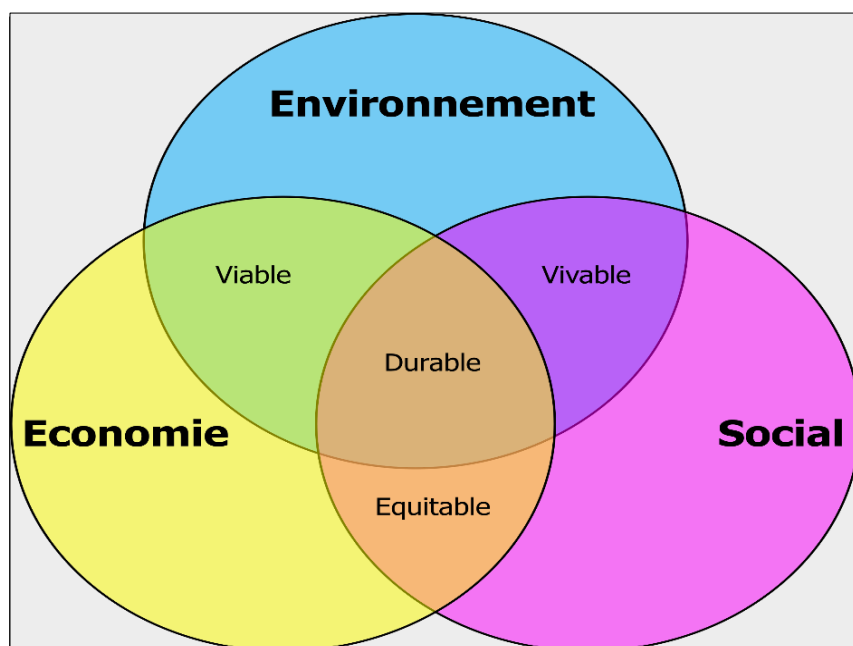 Environnement
Viable
Vivable
Durable
Economie
Social
Equitable